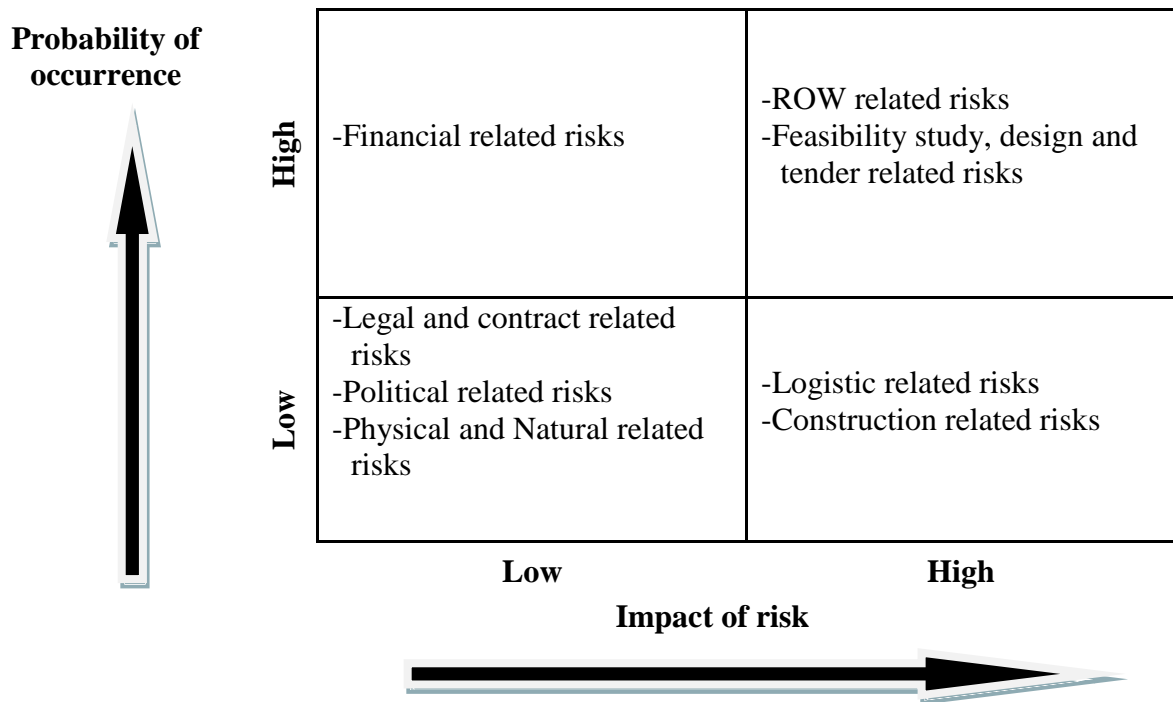 Probability of
occurrence
High
-Financial related risks
-ROW related risks
-Feasibility study, design and
tender related risks
Low
-Legal and contract related
risks
-Political related risks
-Physical and Natural related
risks
-Logistic related risks
-Construction related risks
Low
High
Impact of risk